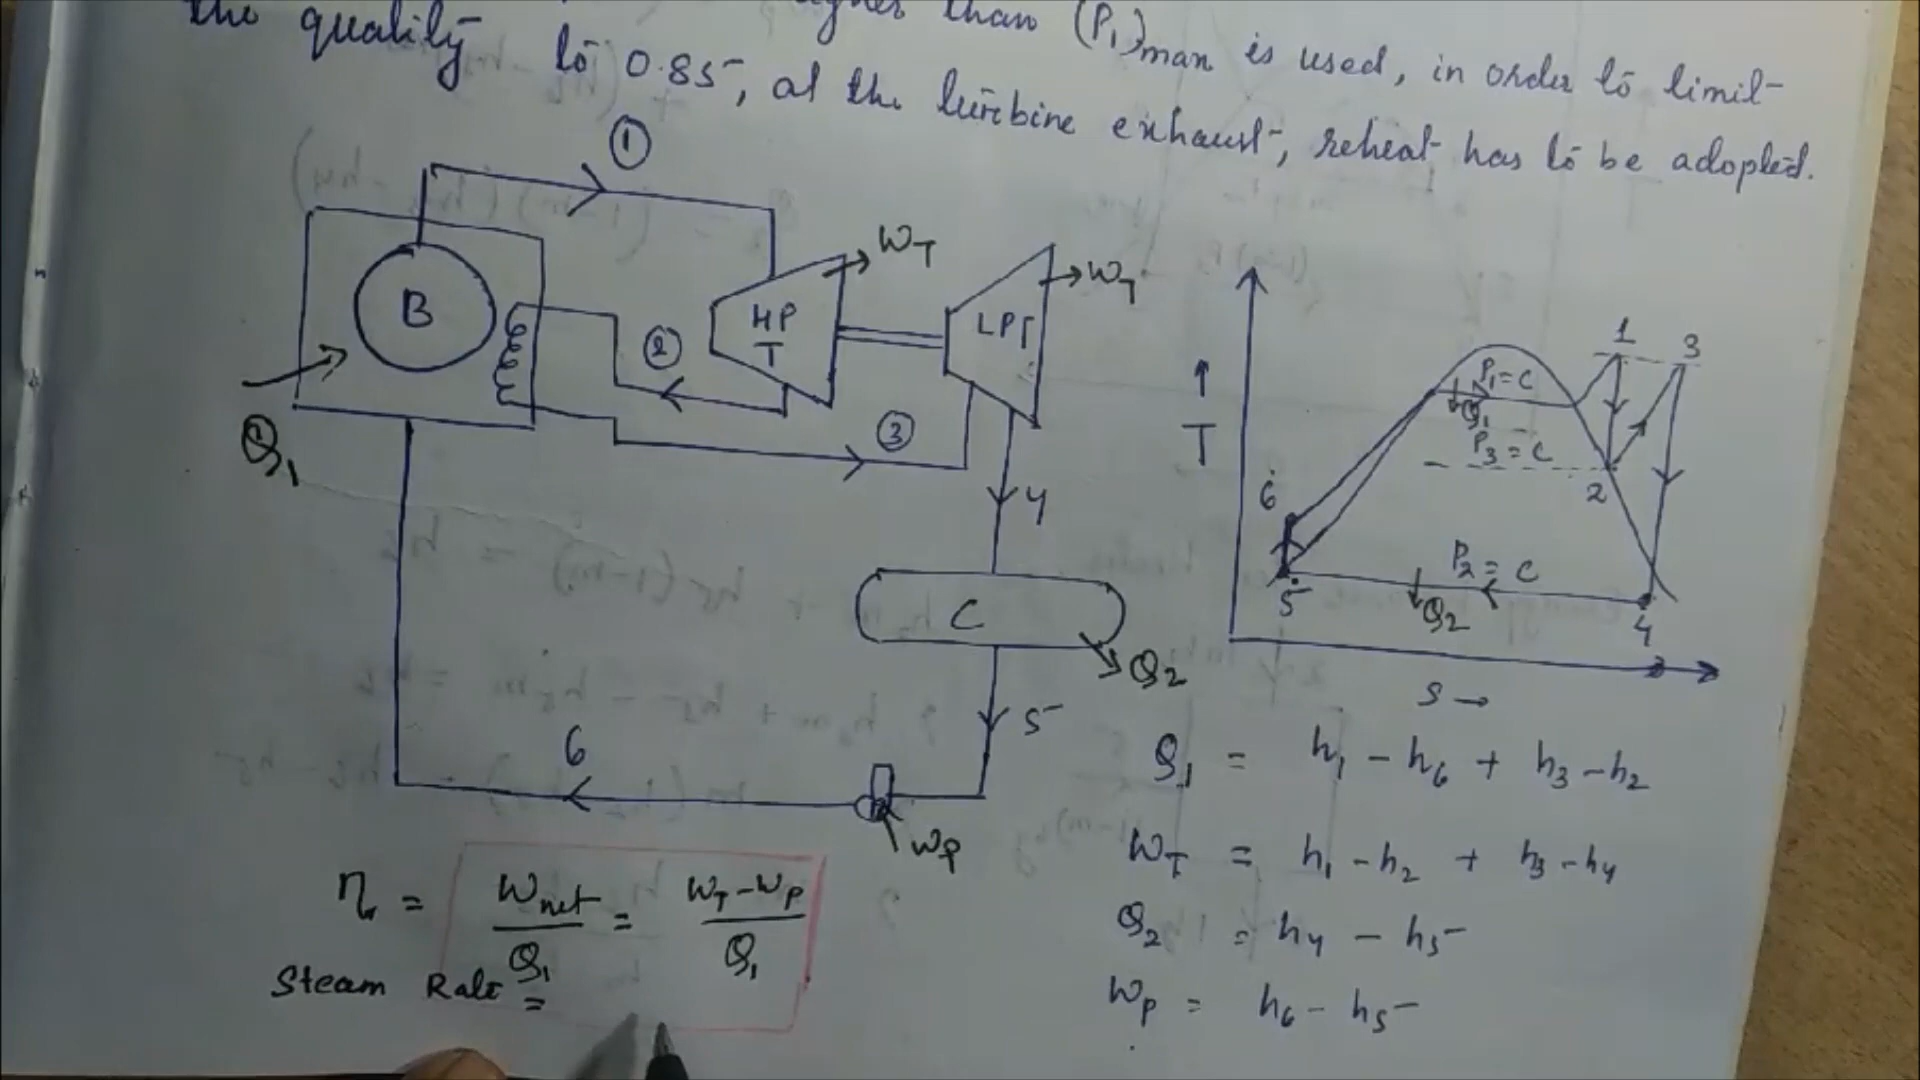 than (P₁)man is used, in order to limit
the quality to 0.85, at the turbine exhaust, reheat has to be adopted.
1
B
HP
T
WT
LPT
WT
2
3
Q1
4
C
Q2
5
6
WP
T
S →
1
3
P1 = C
Q1
P3 = C
2
6
P2 = C
5
Q2
4
Q1 = h1 - h6 + h3 - h2
WT = h1 - h2 + h3 - h4
Q2 = h4 - h5
WP = h6 - h5
η = Wnet/Q1 = WT - WP/Q1
Steam Rate =